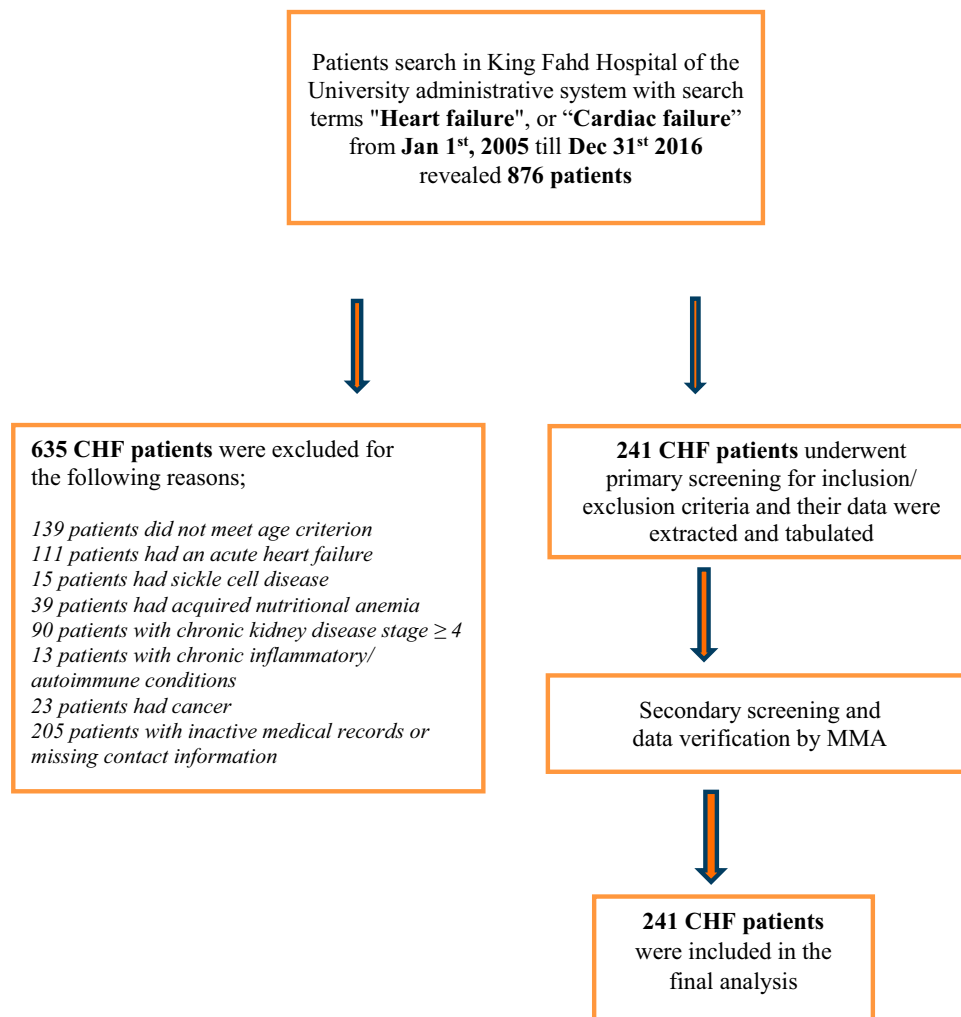 Patients search in King Fahd Hospital of the
University administrative system with search
terms "Heart failure", or “Cardiac failure”
from Jan 1st, 2005 till Dec 31st 2016
revealed 876 patients
635 CHF patients were excluded for
the following reasons;
139 patients did not meet age criterion
111 patients had an acute heart failure
15 patients had sickle cell disease
39 patients had acquired nutritional anemia
90 patients with chronic kidney disease stage ≥ 4
13 patients with chronic inflammatory/
autoimmune conditions
23 patients had cancer
205 patients with inactive medical records or
missing contact information
241 CHF patients underwent
primary screening for inclusion/
exclusion criteria and their data were
extracted and tabulated
Secondary screening and
data verification by MMA
241 CHF patients
were included in the
final analysis